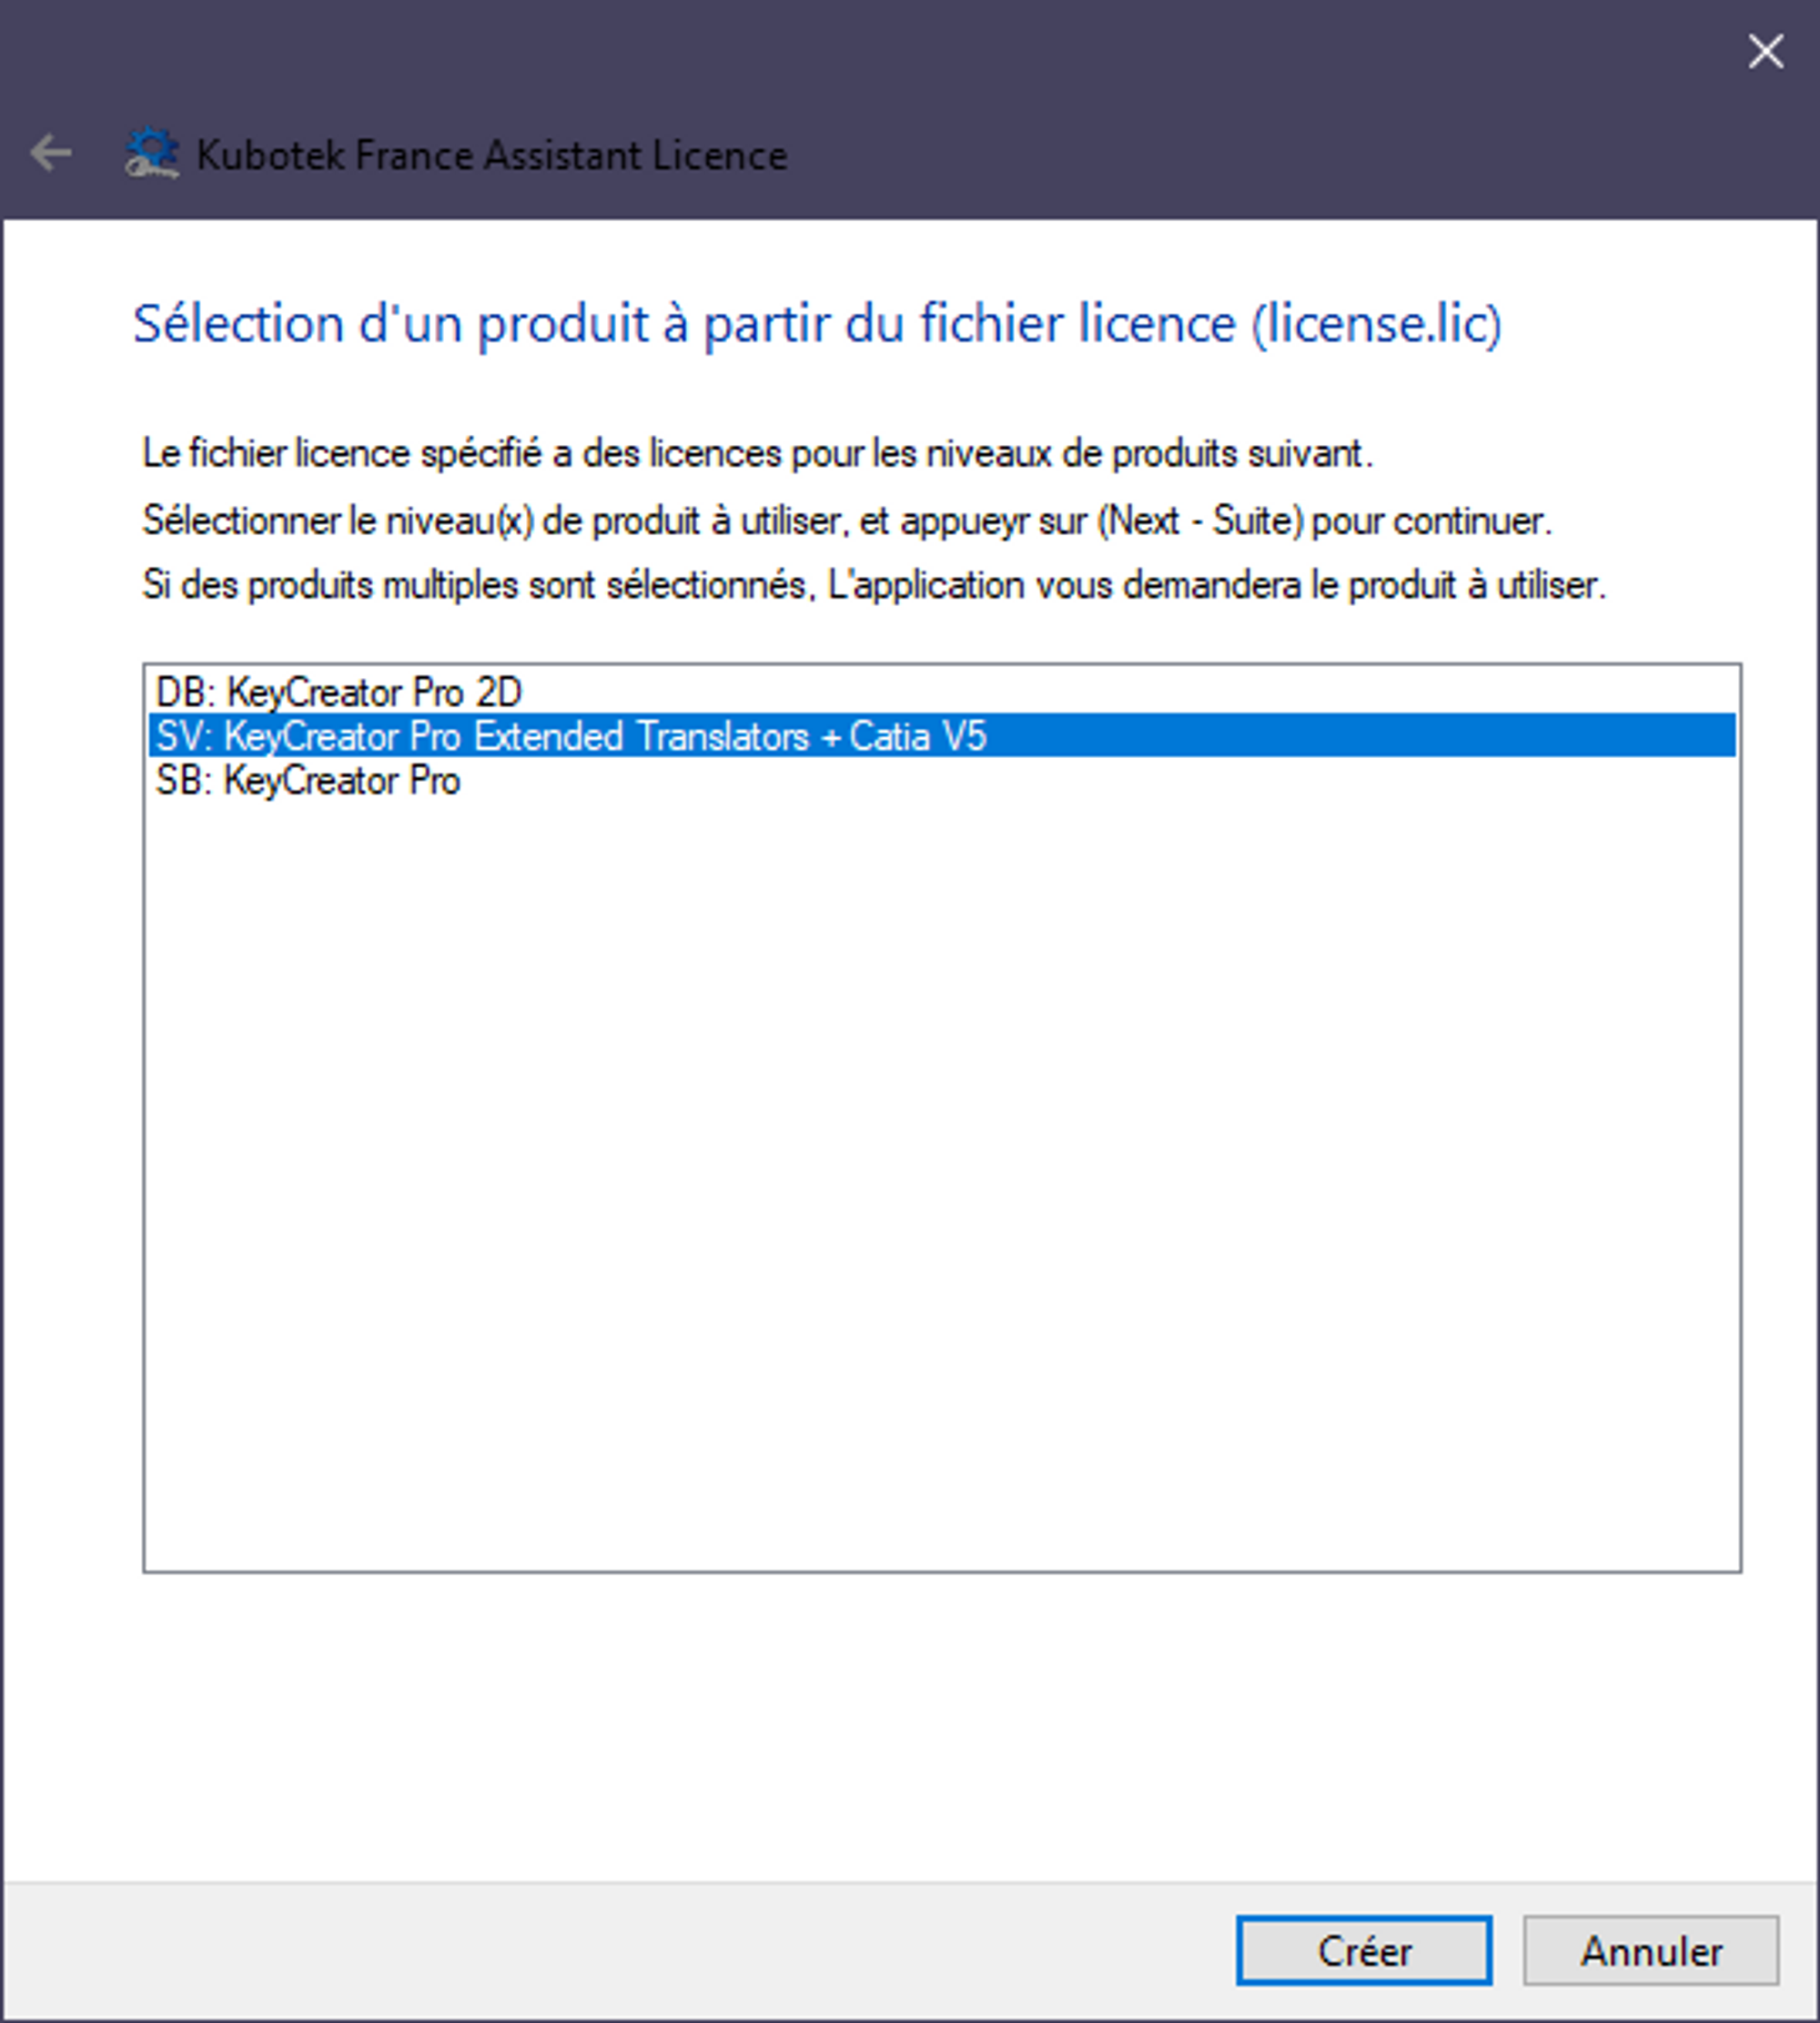 Kubotek France Assistant Licence
Sélection d'un produit à partir du fichier licence (license.lic)
Le fichier licence spécifié a des licences pour les niveaux de produits suivant.
Sélectionner le niveau(x) de produit à utiliser, et appueyr sur (Next - Suite) pour continuer.
Si des produits multiples sont sélectionnés, L'application vous demandera le produit à utiliser.
DB: KeyCreator Pro 2D
SV: KeyCreator Pro Extended Translators + Catia V5
SB: KeyCreator Pro
Créer Annuler